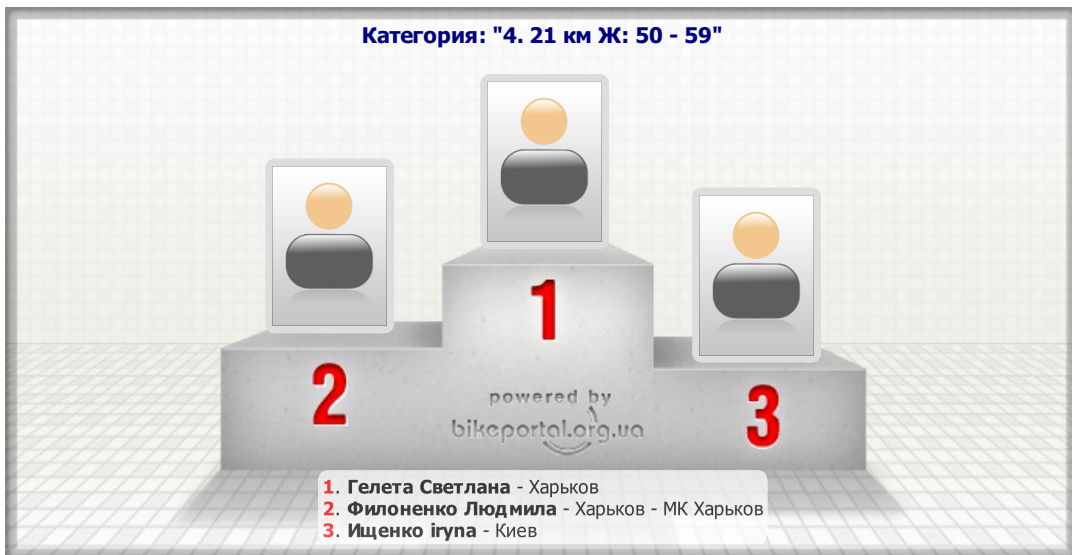 Категория: "4. 21 км Ж: 50 - 59"
1
2
3
powered by
bikeportal.org.ua
1. Гелета Светлана - Харьков
2. Филоненко Людмила - Харьков - МК Харьков
3. Ищенко iryna - Киев